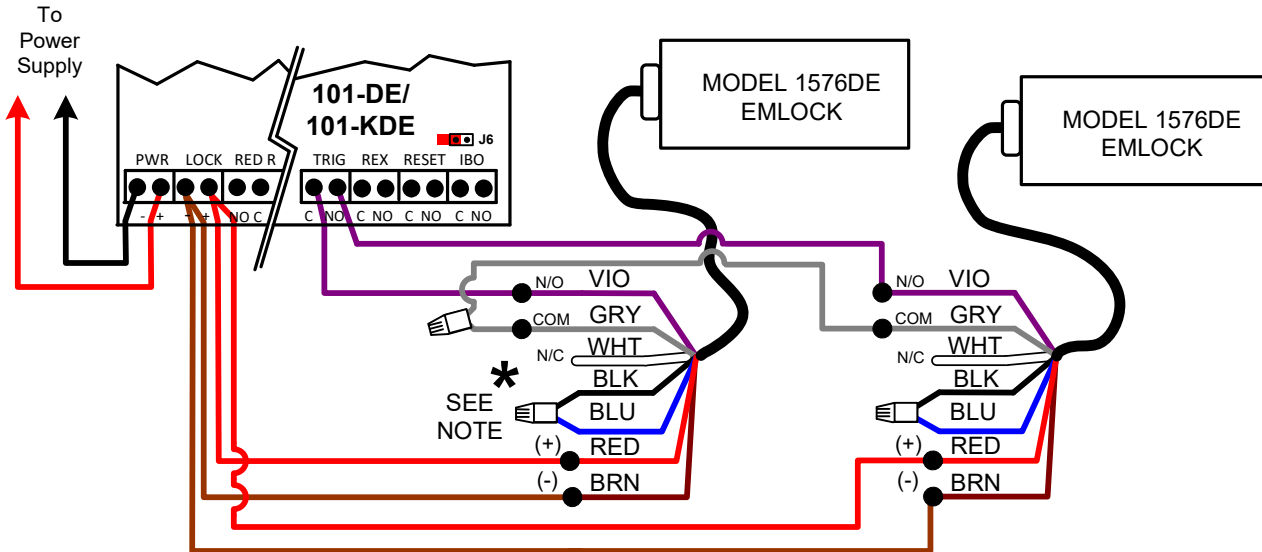 To
Power
Supply
101-DE/
101-KDE
J6
PWR LOCK RED R TRIG REX RESET IBO
- + - + NO C C NO C NO C NO C NO
MODEL 1576DE
EMLOCK
MODEL 1576DE
EMLOCK
N/O VIO
COM GRY
N/C WHT
BLK
BLU
(+) RED
(-) BRN
*
SEE
NOTE
N/O VIO
COM GRY
N/C WHT
BLK
BLU
(+) RED
(-) BRN